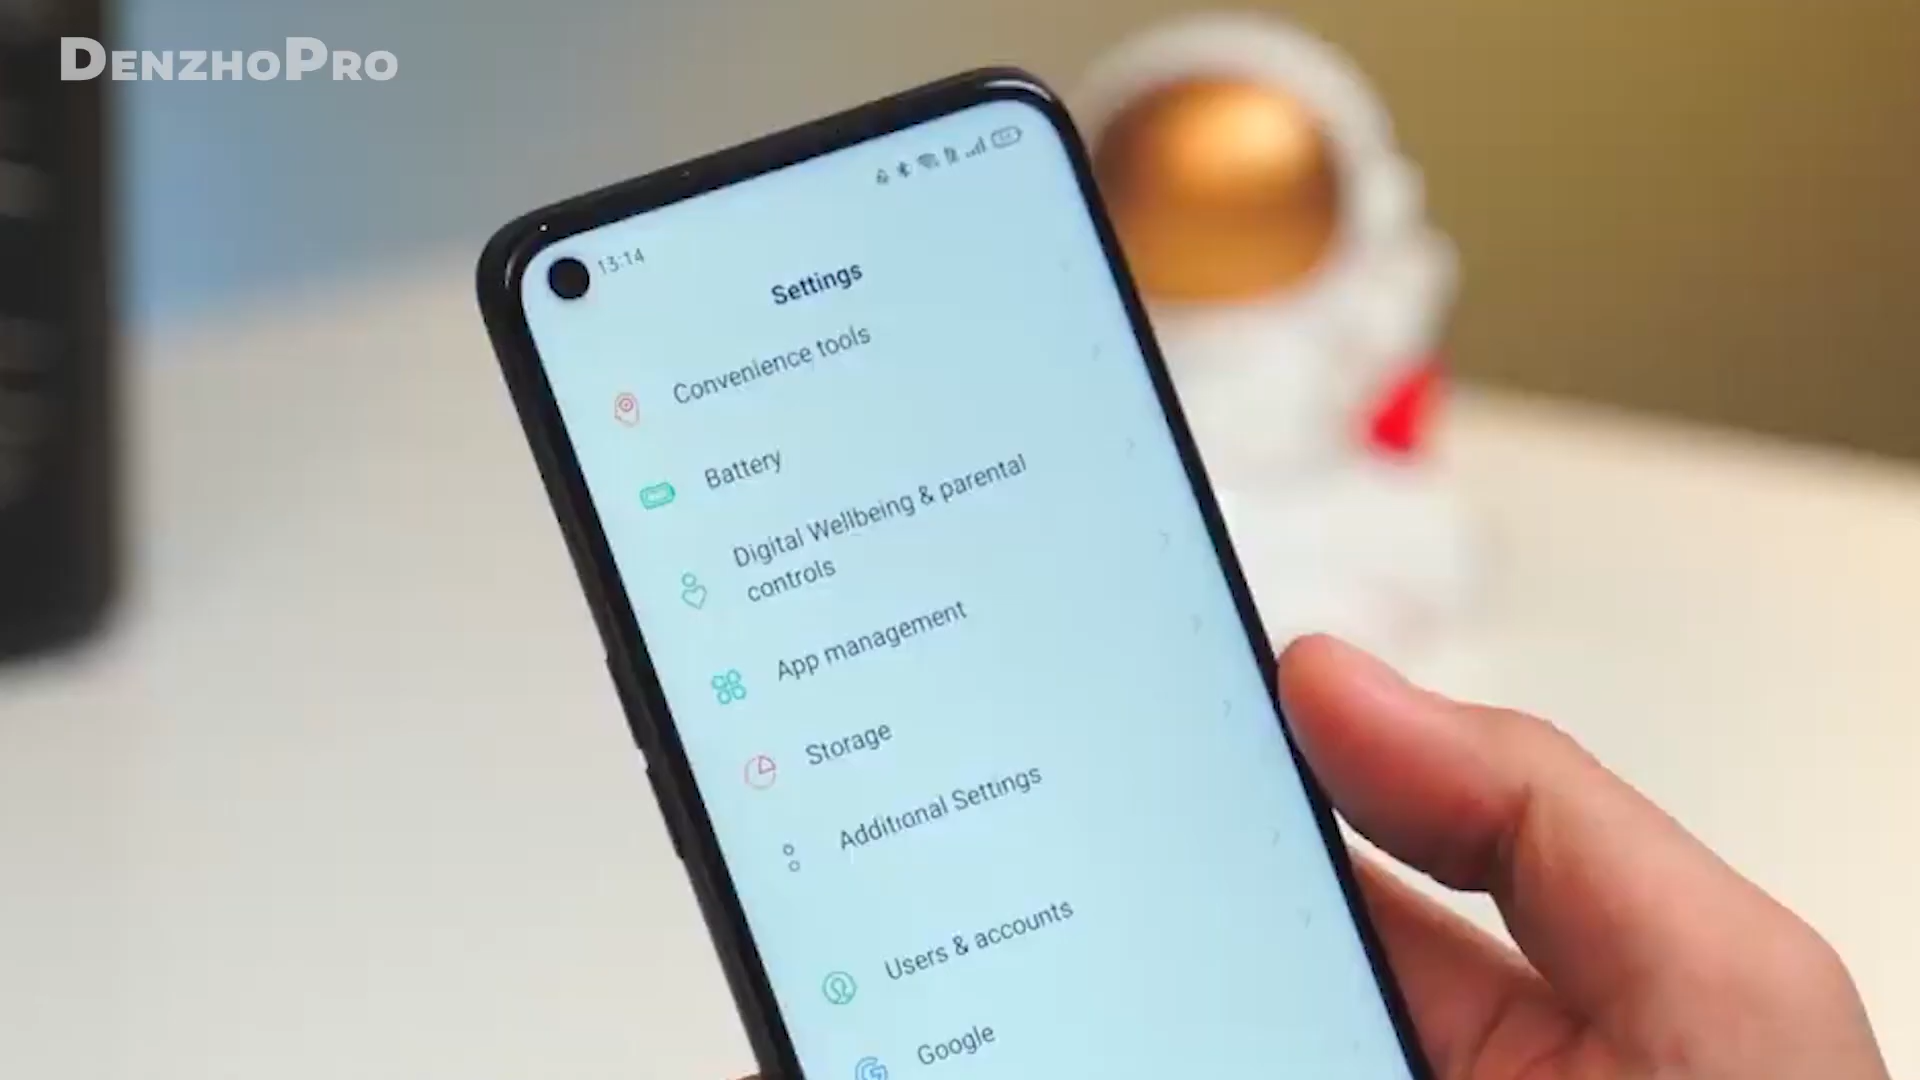 DENZHOPRO
13:14
Settings
Convenience tools
Battery
Digital Wellbeing & parental
controls
App management
Storage
Additional Settings
Users & accounts
Google